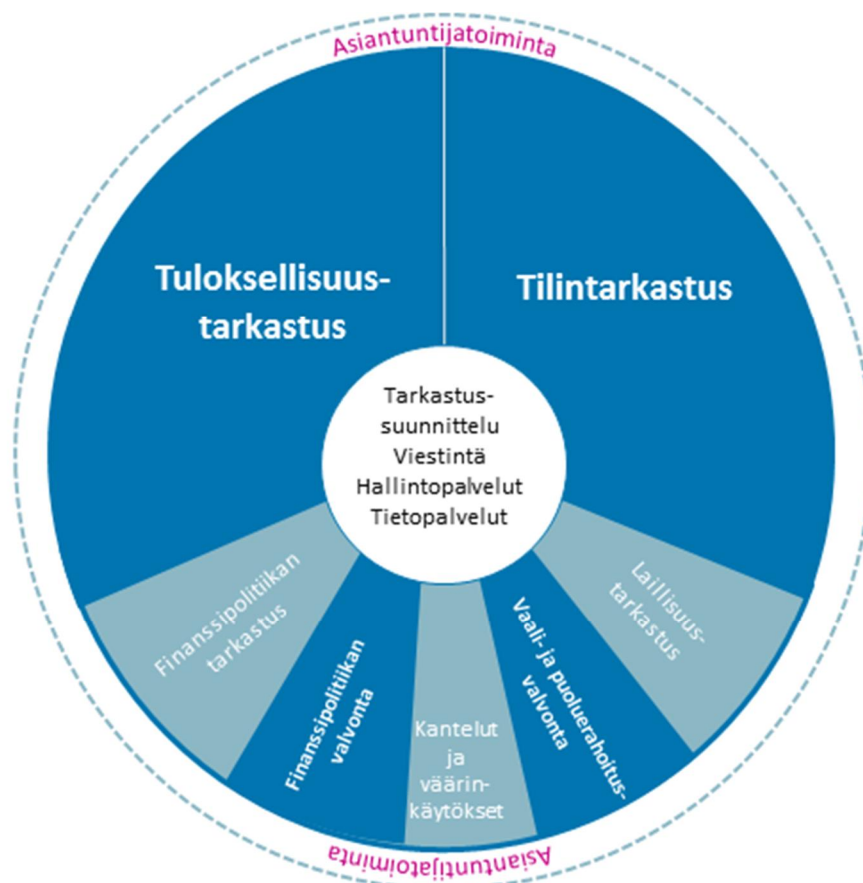 Asiantuntijatoiminta
Tuloksellisuus-
tarkastus
Tilintarkastus
Tarkastus-
suunnittelu
Viestintä
Hallintopalvelut
Tietopalvelut
Finanssipolitiikan
tarkastus
Finanssipolitiikan
valvonta
Kantelut
ja
väärin-
käytökset
Vaali- ja puoluerahoitus-
valvonta
Laillisuus-
tarkastus
Asiantuntijatoiminta